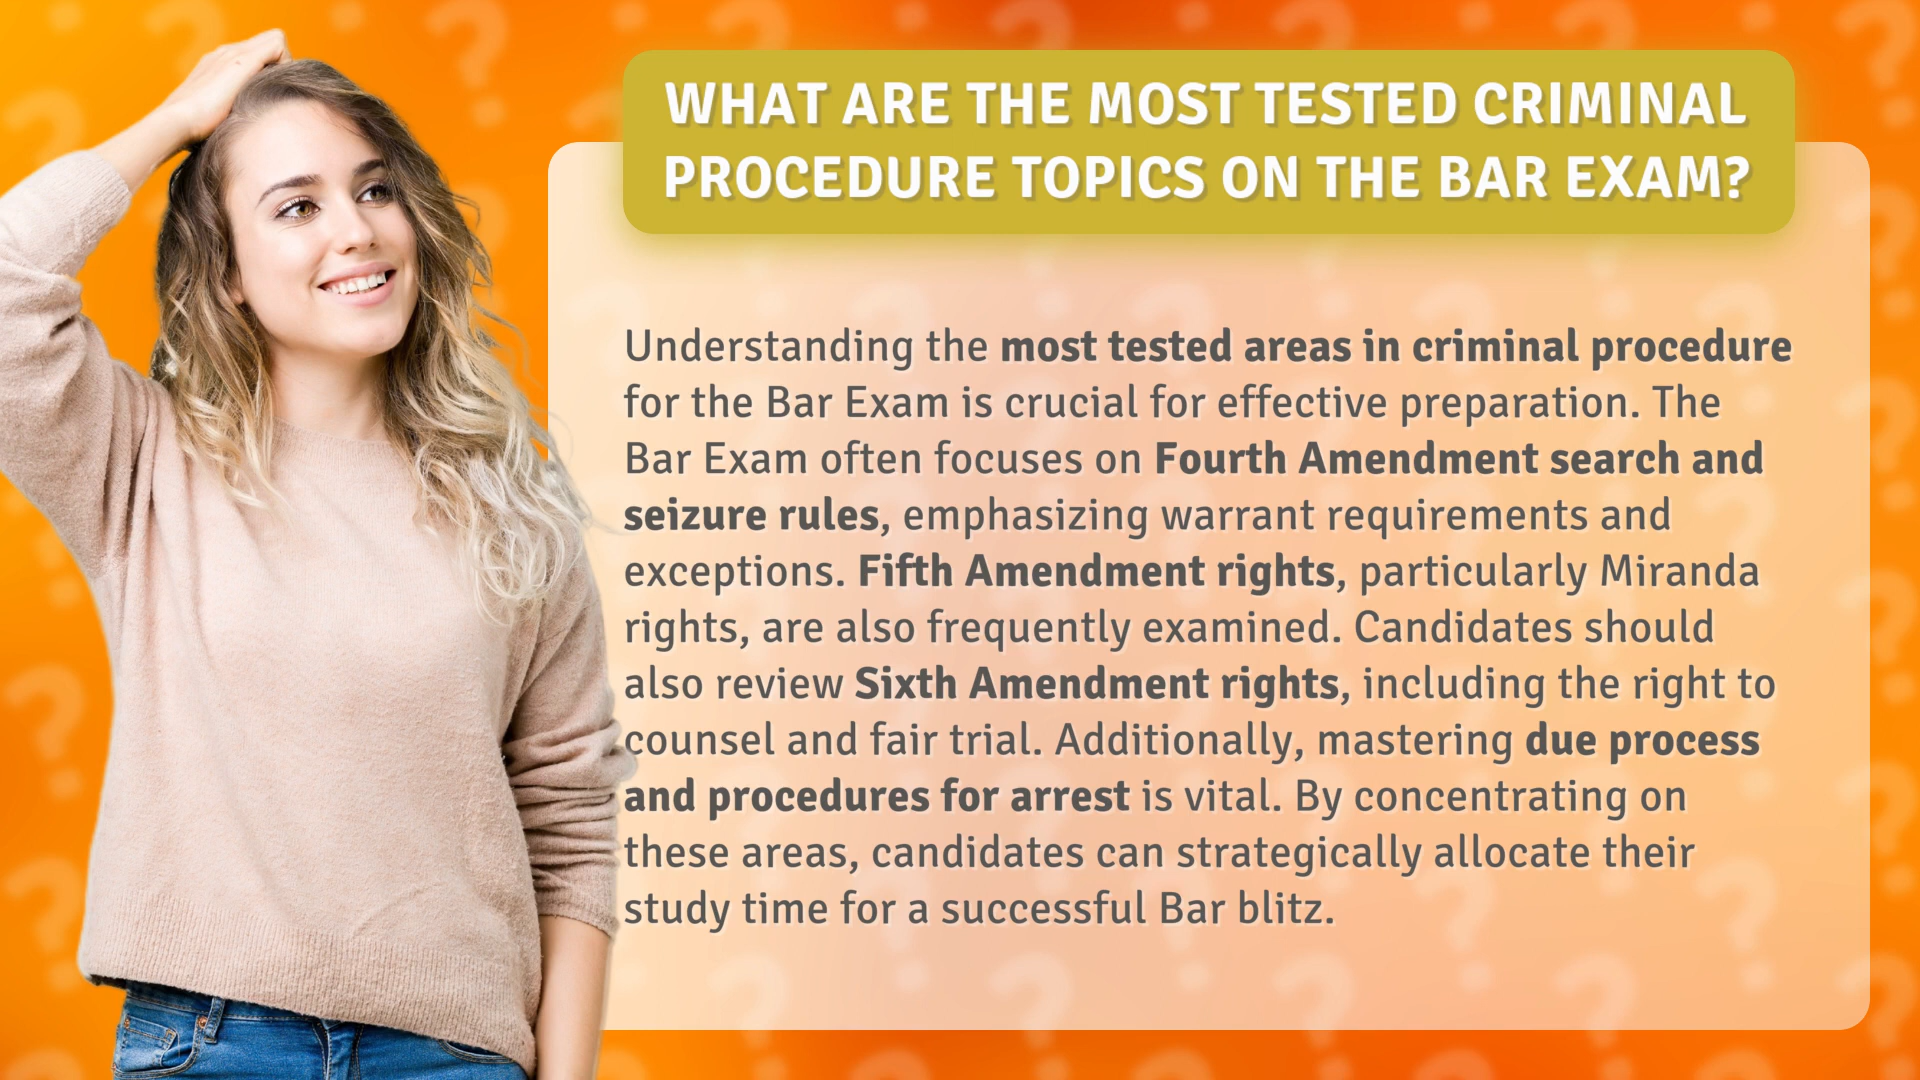 WHAT ARE THE MOST TESTED CRIMINAL
PROCEDURE TOPICS ON THE BAR EXAM?
Understanding the most tested areas in criminal procedure
for the Bar Exam is crucial for effective preparation. The
Bar Exam often focuses on Fourth Amendment search and
seizure rules, emphasizing warrant requirements and
exceptions. Fifth Amendment rights, particularly Miranda
rights, are also frequently examined. Candidates should
also review Sixth Amendment rights, including the right to
counsel and fair trial. Additionally, mastering due process
and procedures for arrest is vital. By concentrating on
these areas, candidates can strategically allocate their
study time for a successful Bar blitz.